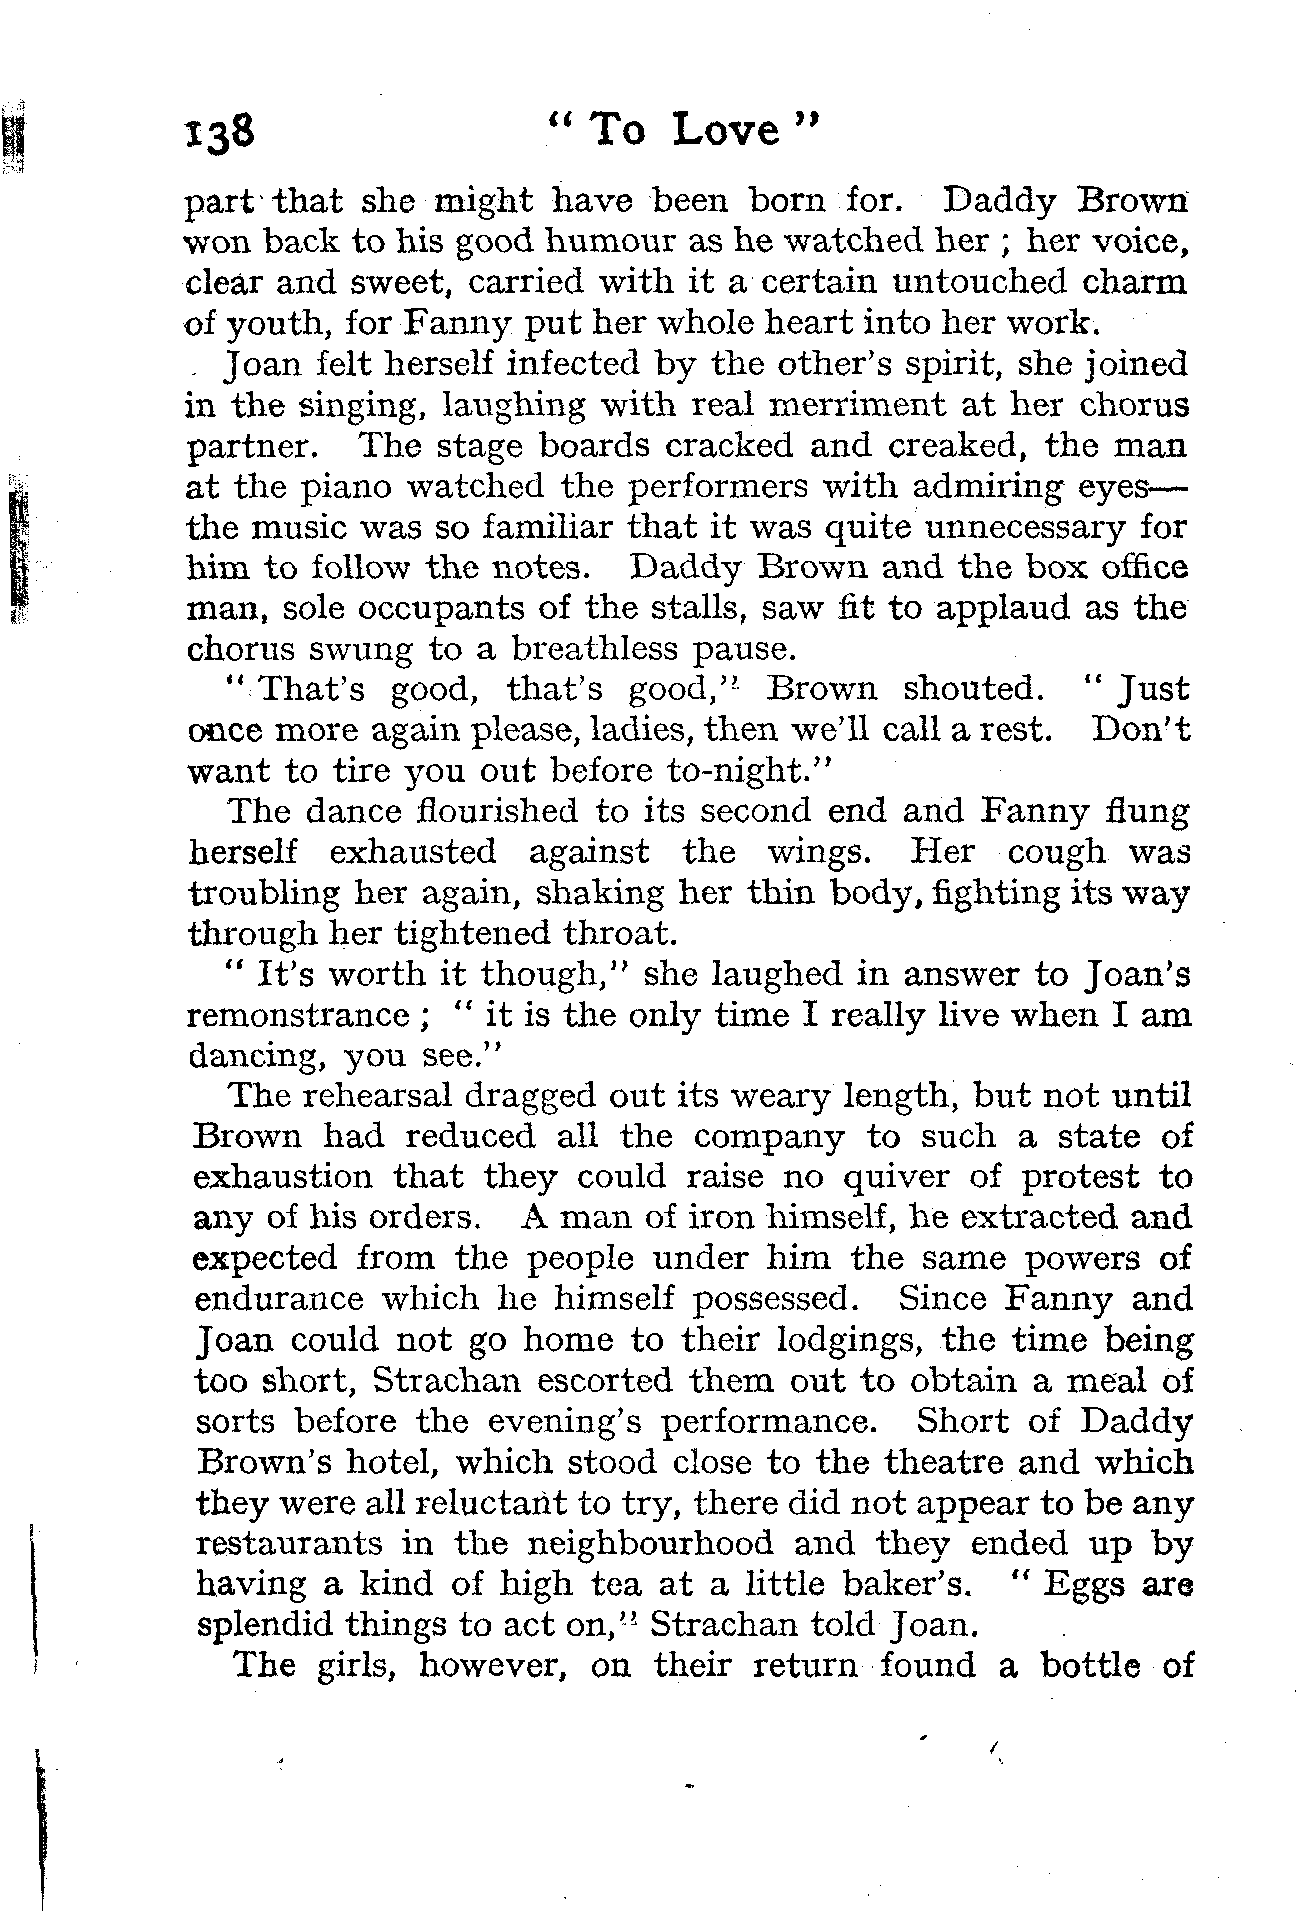 138 " To Love "
part that she might have been born for. Daddy Brown
won back to his good humour as he watched her ; her voice,
clear and sweet, carried with it a certain untouched charm
of youth, for Fanny put her whole heart into her work.
Joan felt herself infected by the other's spirit, she joined
in the singing, laughing with real merriment at her chorus
partner. The stage boards cracked and creaked, the man
at the piano watched the performers with admiring eyes—
the music was so familiar that it was quite unnecessary for
him to follow the notes. Daddy Brown and the box office
man, sole occupants of the stalls, saw fit to applaud as the
chorus swung to a breathless pause.
" That's good, that's good," Brown shouted. " Just
once more again please, ladies, then we'll call a rest. Don't
want to tire you out before to-night."
The dance flourished to its second end and Fanny flung
herself exhausted against the wings. Her cough was
troubling her again, shaking her thin body, fighting its way
through her tightened throat.
" It's worth it though," she laughed in answer to Joan's
remonstrance ; " it is the only time I really live when I am
dancing, you see."
The rehearsal dragged out its weary length, but not until
Brown had reduced all the company to such a state of
exhaustion that they could raise no quiver of protest to
any of his orders. A man of iron himself, he extracted and
expected from the people under him the same powers of
endurance which he himself possessed. Since Fanny and
Joan could not go home to their lodgings, the time being
too short, Strachan escorted them out to obtain a meal of
sorts before the evening's performance. Short of Daddy
Brown's hotel, which stood close to the theatre and which
they were all reluctant to try, there did not appear to be any
restaurants in the neighbourhood and they ended up by
having a kind of high tea at a little baker's. " Eggs are
splendid things to act on," Strachan told Joan.
The girls, however, on their return found a bottle of